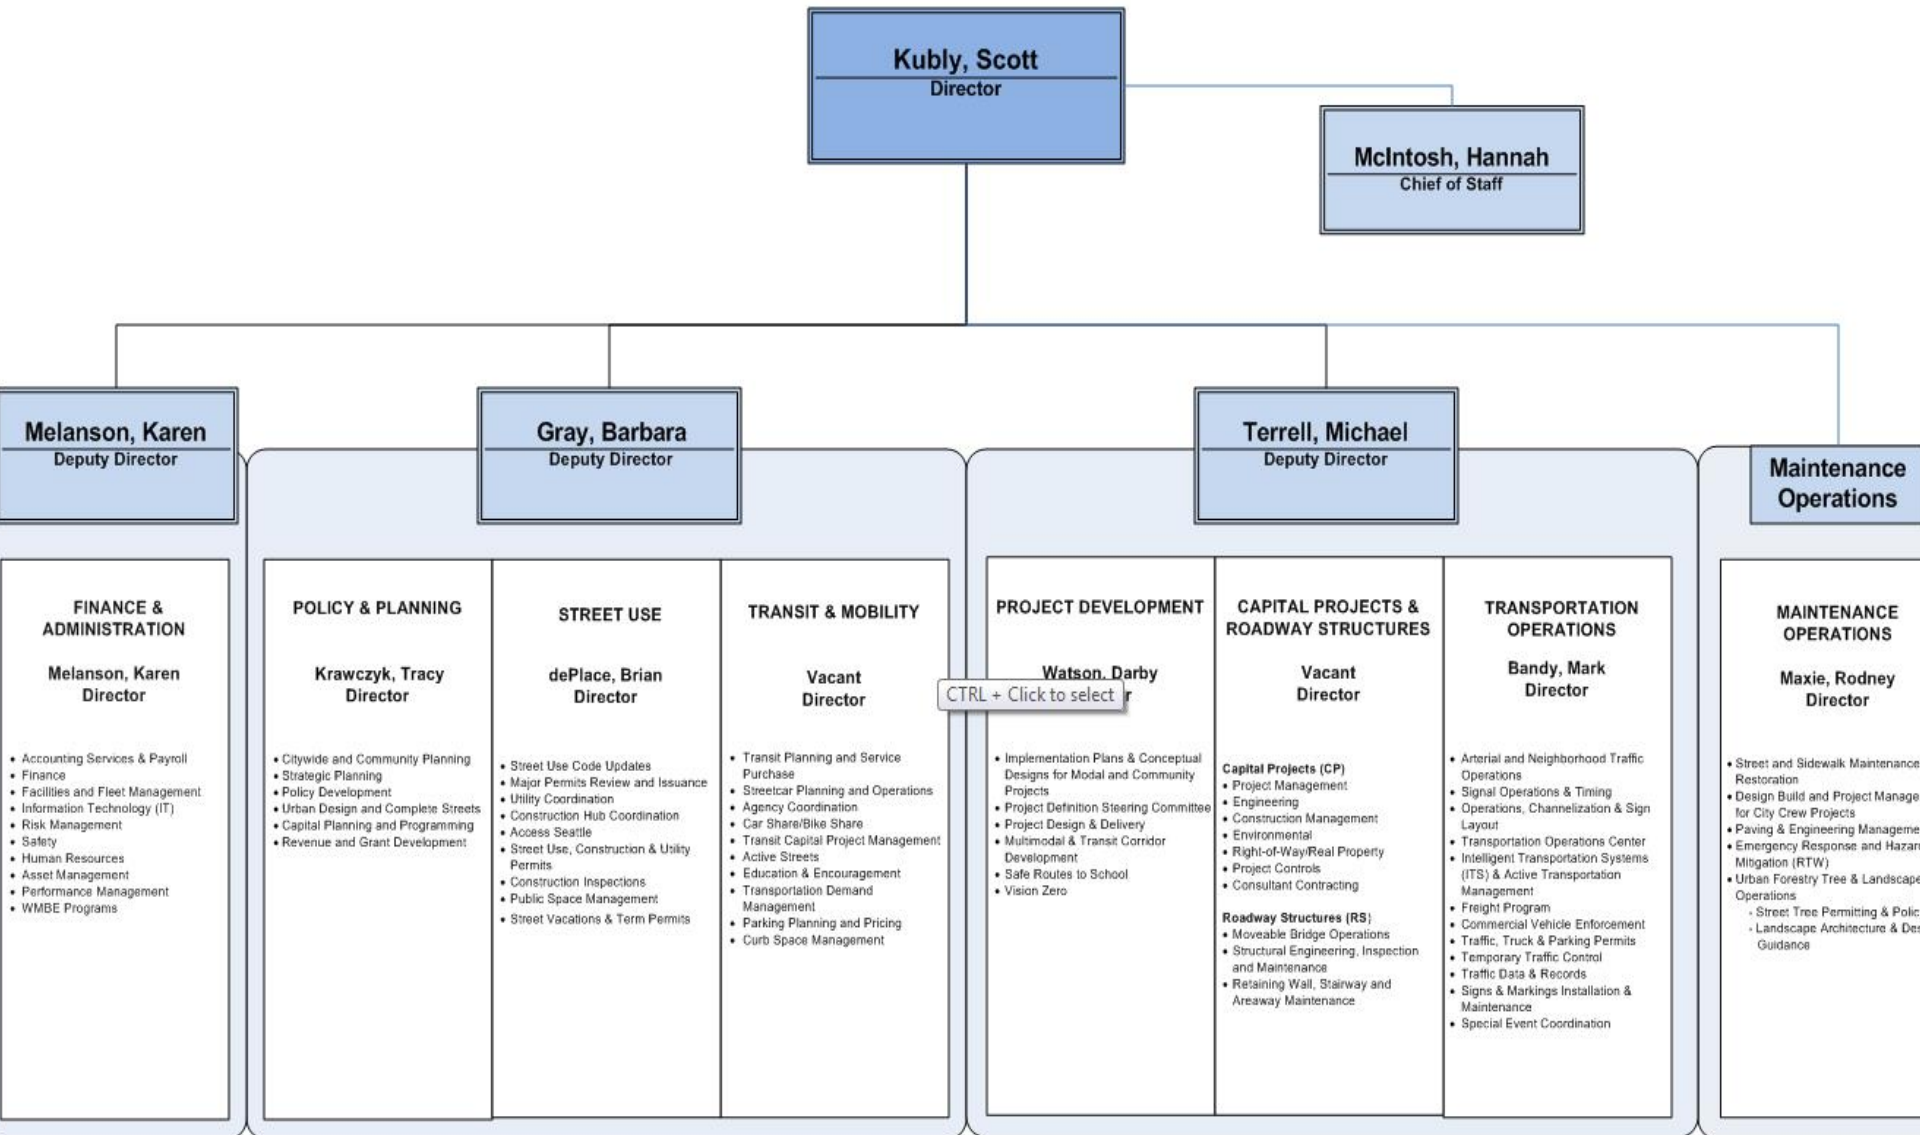 Kubly, Scott
Director
McIntosh, Hannah
Chief of Staff
Melanson, Karen
Deputy Director
Gray, Barbara
Deputy Director
Terrell, Michael
Deputy Director
Maintenance
Operations
FINANCE &
ADMINISTRATION
Melanson, Karen
Director
• Accounting Services & Payroll
• Finance
• Facilities and Fleet Management
• Information Technology (IT)
• Risk Management
• Safety
• Human Resources
• Asset Management
• Performance Management
• WMBE Programs
POLICY & PLANNING
Krawczyk, Tracy
Director
• Citywide and Community Planning
• Strategic Planning
• Policy Development
• Urban Design and Complete Streets
• Capital Planning and Programming
• Revenue and Grant Development
STREET USE
dePlace, Brian
Director
• Street Use Code Updates
• Major Permits Review and Issuance
• Utility Coordination
• Construction Hub Coordination
• Access Seattle
• Street Use, Construction & Utility
Permits
• Construction Inspections
• Public Space Management
• Street Vacations & Term Permits
TRANSIT & MOBILITY
Vacant
Director
• Transit Planning and Service
Purchase
• Streetcar Planning and Operations
• Agency Coordination
• Car Share/Bike Share
• Transit Capital Project Management
• Active Streets
• Education & Encouragement
• Transportation Demand
Management
• Parking Planning and Pricing
• Curb Space Management
PROJECT DEVELOPMENT
Watson, Darby
CTRL + Click to select
• Implementation Plans & Conceptual
Designs for Modal and Community
Projects
• Project Definition Steering Committee
• Project Design & Delivery
• Multimodal & Transit Corridor
Development
• Safe Routes to School
• Vision Zero
CAPITAL PROJECTS &
ROADWAY STRUCTURES
Vacant
Director
Capital Projects (CP)
• Project Management
• Engineering
• Construction Management
• Environmental
• Right-of-Way/Real Property
• Project Controls
• Consultant Contracting
Roadway Structures (RS)
• Moveable Bridge Operations
• Structural Engineering, Inspection
and Maintenance
• Retaining Wall, Stairway and
Areaway Maintenance
TRANSPORTATION
OPERATIONS
Bandy, Mark
Director
• Arterial and Neighborhood Traffic
Operations
• Signal Operations & Timing
• Operations, Channelization & Sign
Layout
• Transportation Operations Center
• Intelligent Transportation Systems
(ITS) & Active Transportation
Management
• Freight Program
• Commercial Vehicle Enforcement
• Traffic, Truck & Parking Permits
• Temporary Traffic Control
• Traffic Data & Records
• Signs & Markings Installation &
Maintenance
• Special Event Coordination
MAINTENANCE
OPERATIONS
Maxie, Rodney
Director
• Street and Sidewalk Maintenance
Restoration
• Design Build and Project Manage
for City Crew Projects
• Paving & Engineering Manageme
• Emergency Response and Hazar
Mitigation (RTW)
• Urban Forestry Tree & Landscape
Operations
- Street Tree Permitting & Polic
- Landscape Architecture & Des
Guidance